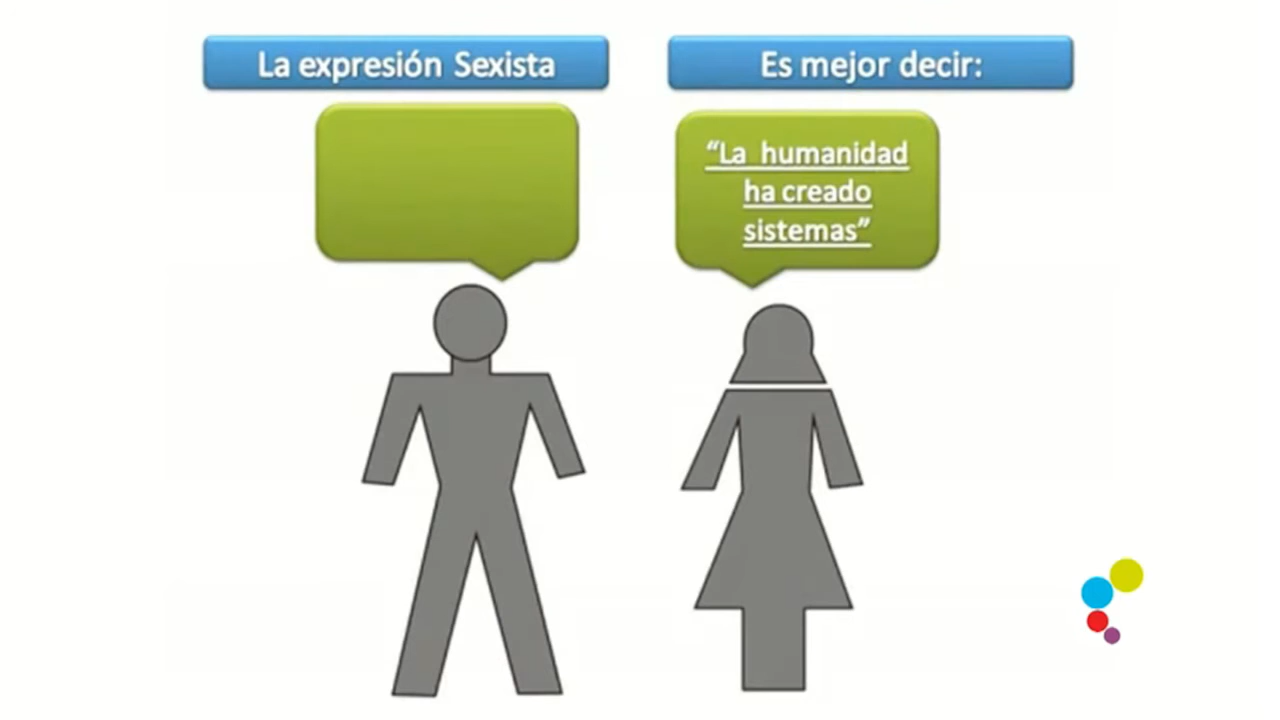 La expresión Sexista
Es mejor decir:
“La humanidad
ha creado
sistemas”